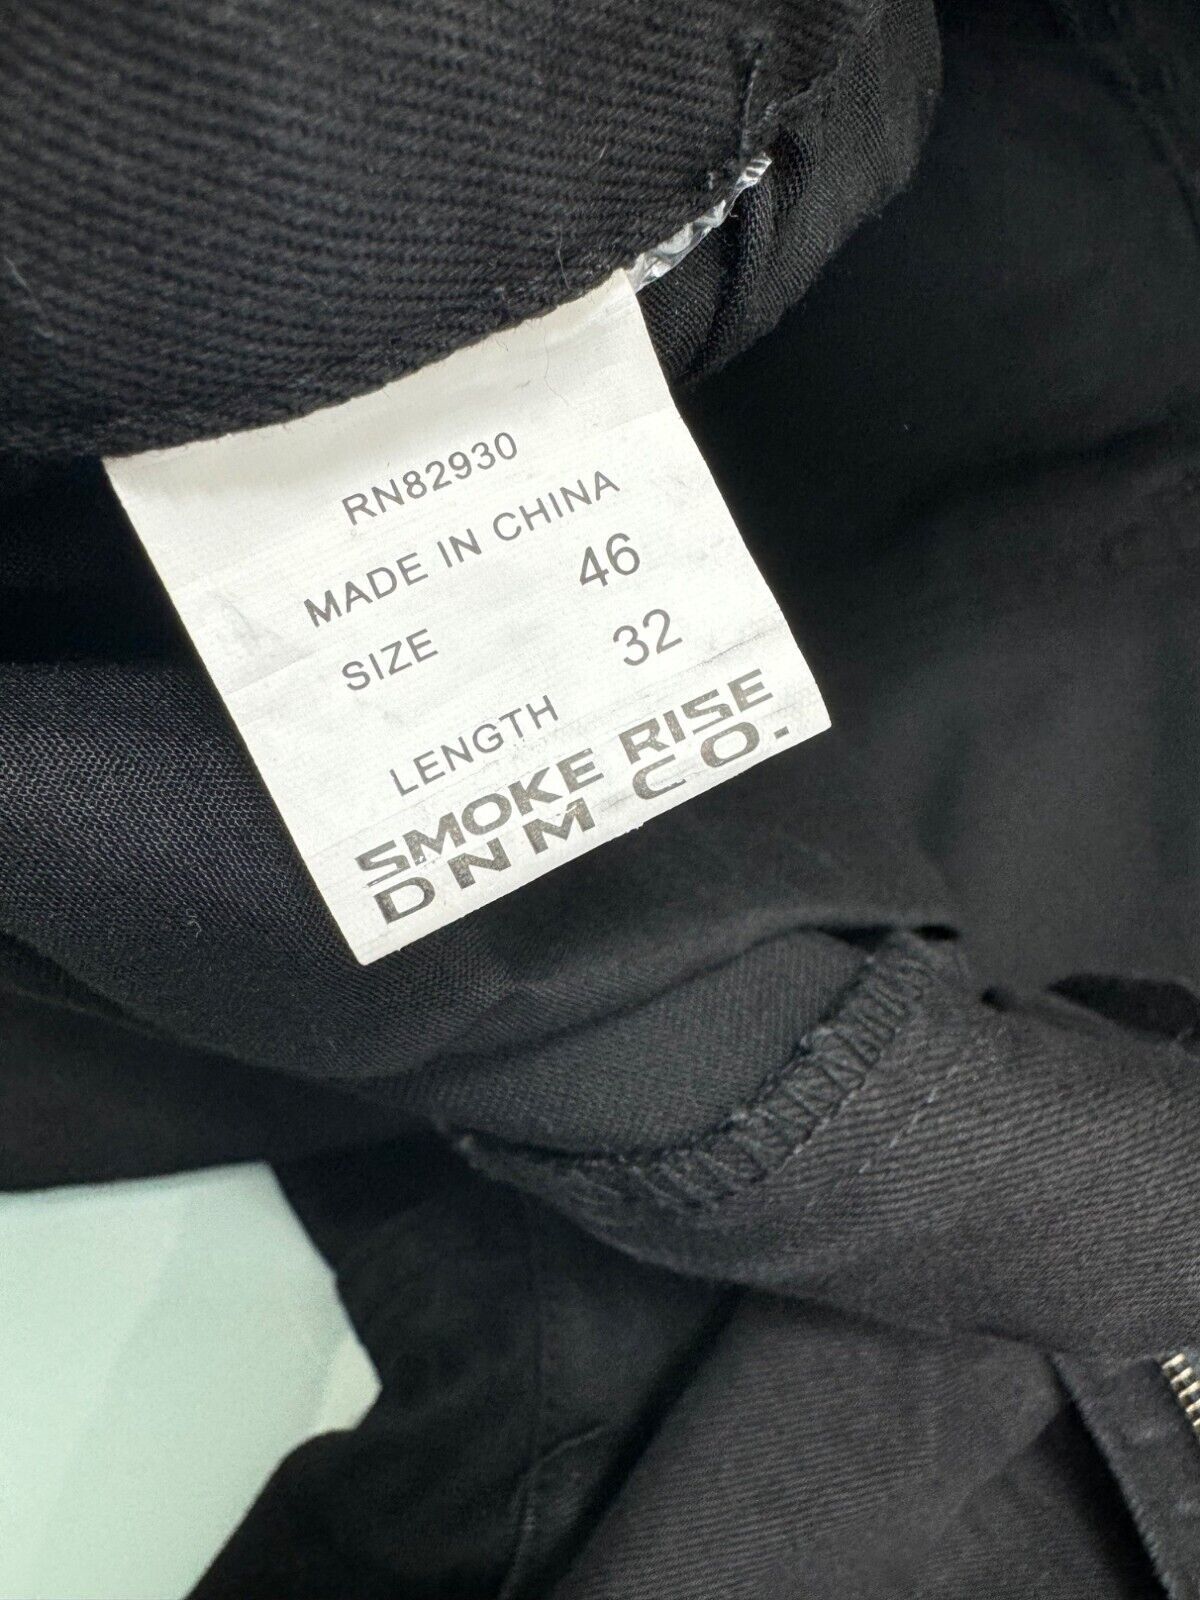 RN82930
MADE IN CHINA
SIZE 46
LENGTH 32
SMOKE RISE
DNM CO.